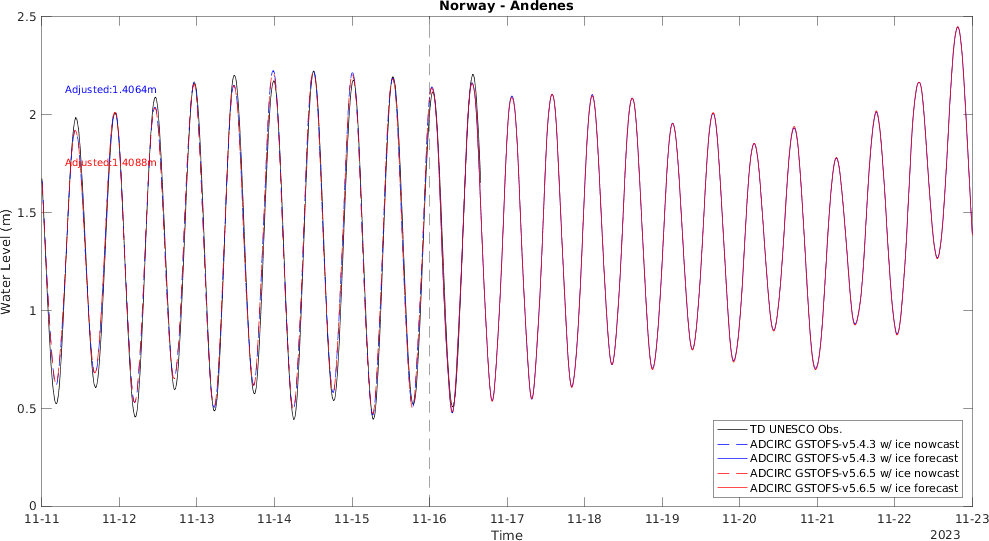 Norway - Andenes
2.5
2
1.5
1
0.5
0
Water Level (m)
Adjusted:1.4064m
Adjusted:1.4088m
TD UNESCO Obs.
ADCIRC GSTOFS-v5.4.3 w/ ice nowcast
ADCIRC GSTOFS-v5.4.3 w/ ice forecast
ADCIRC GSTOFS-v5.6.5 w/ ice nowcast
ADCIRC GSTOFS-v5.6.5 w/ ice forecast
11-11 11-12 11-13 11-14 11-15 11-16 11-17 11-18 11-19 11-20 11-21 11-22 11-23
Time
2023